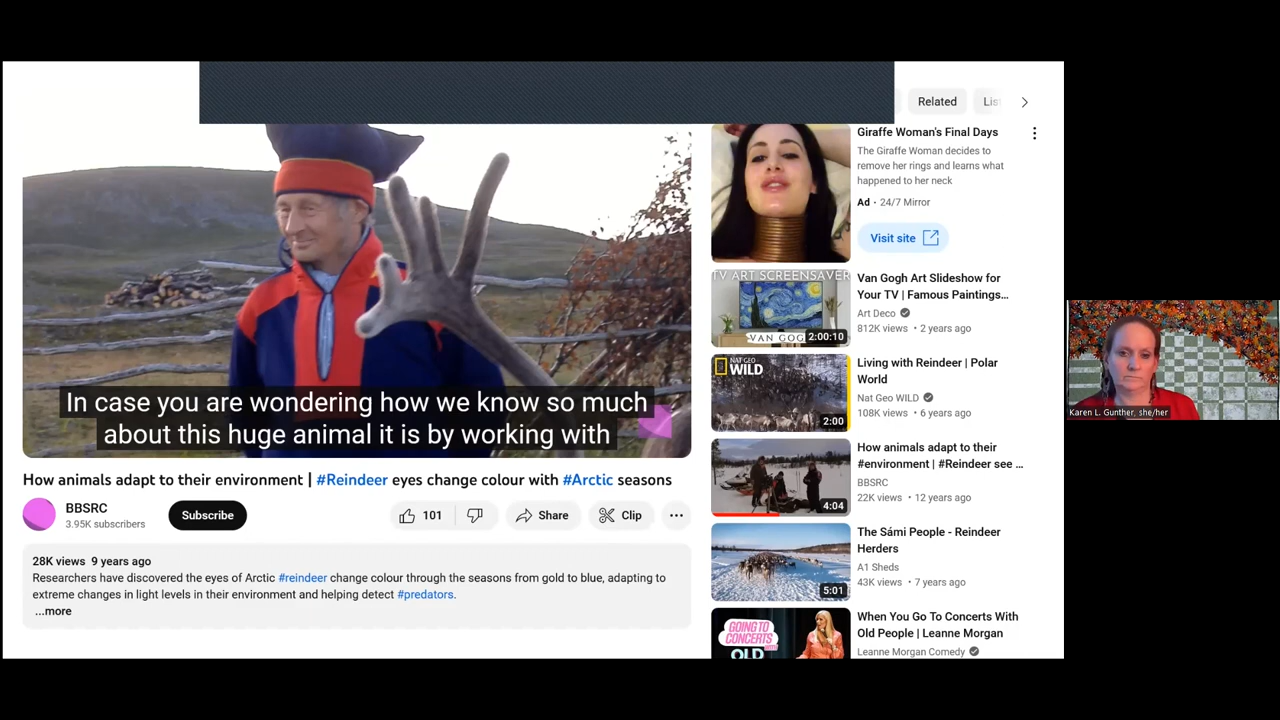 Related
Lis
Giraffe Woman's Final Days
The Giraffe Woman decides to
remove her rings and learns what
happened to her neck
Ad • 24/7 Mirror
Visit site
TV ART SCREENSAVER
VAN GOG
2:00:10
Van Gogh Art Slideshow for
Your TV | Famous Paintings...
Art Deco
812K views • 2 years ago
NAT GEO
WILD
2:00
Living with Reindeer | Polar
World
Nat Geo WILD
108K views • 6 years ago
4:04
How animals adapt to their
#environment | #Reindeer see ...
BBSRC
22K views • 12 years ago
5:01
The Sámi People - Reindeer
Herders
A1 Sheds
43K views • 7 years ago
GOING TO
CONCERTS
WITH
OLD
When You Go To Concerts With
Old People | Leanne Morgan
Leanne Morgan Comedy
In case you are wondering how we know so much
about this huge animal it is by working with
How animals adapt to their environment | #Reindeer eyes change colour with #Arctic seasons
BBSRC
3.95K subscribers
Subscribe
101
Share
Clip
28K views 9 years ago
Researchers have discovered the eyes of Arctic #reindeer change colour through the seasons from gold to blue, adapting to
extreme changes in light levels in their environment and helping detect #predators.
...more
Karen L. Gunther, she/her